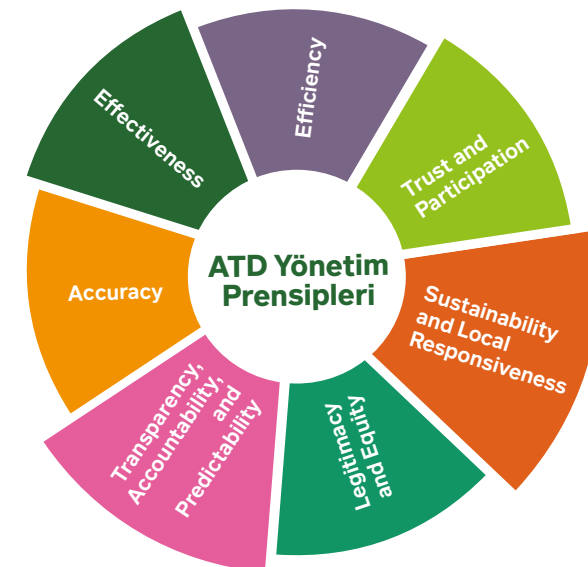 ATD Yönetim
Prensipleri
Efficiency
Trust and
Participation
Sustainability
and Local
Responsiveness
Legitimacy
and Equity
Transparency,
Accountability,
and
Predictability
Accuracy
Effectiveness